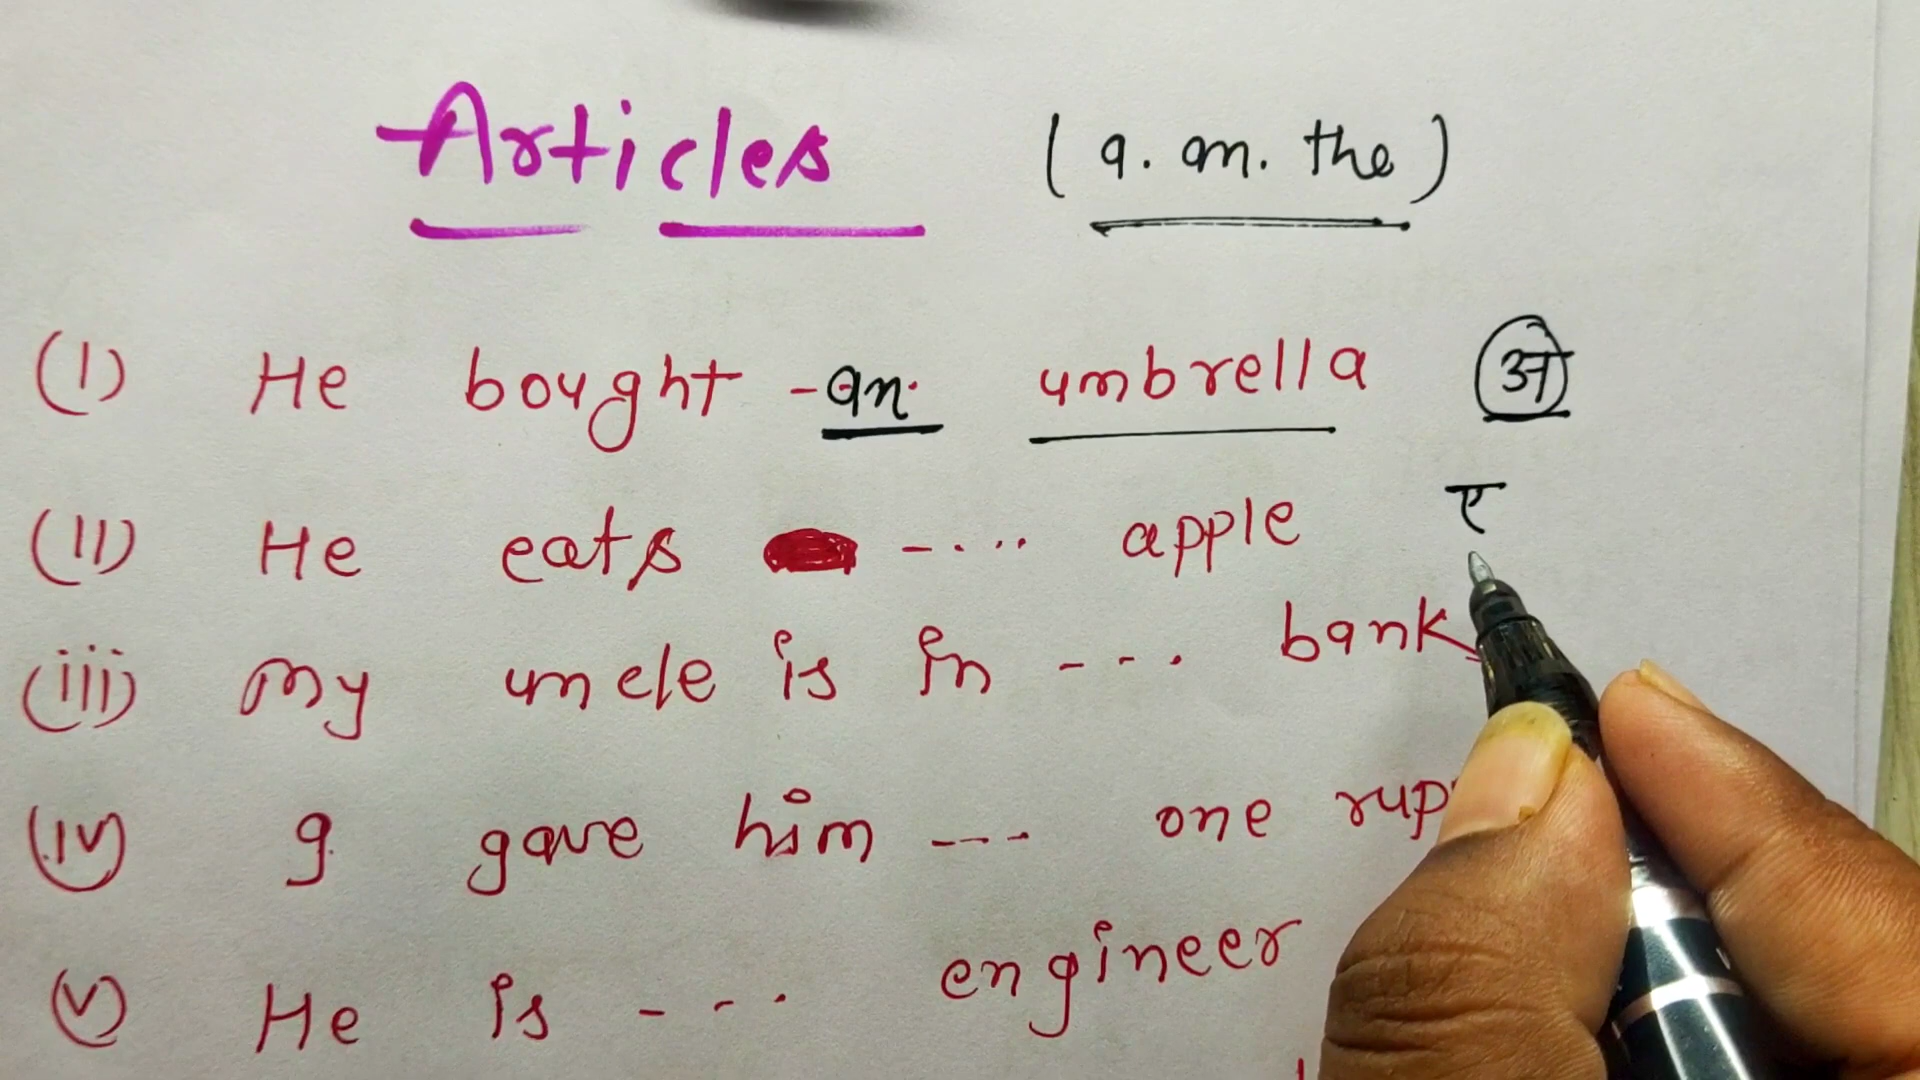 Articles (a. an. the)
(I) He bought -an. umbrella अ
(II) He eats -.... apple ए
(iii) My uncle is in --- bank
(iv) I gave him --- one
(v) He is --- engineer